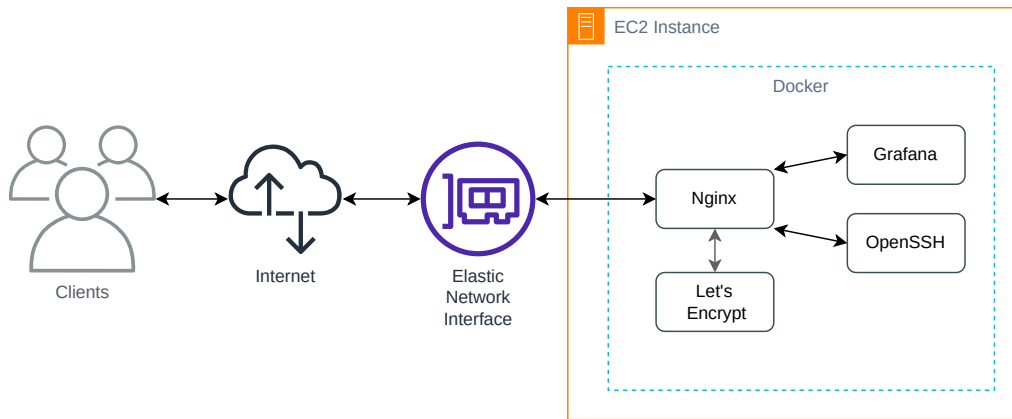 EC2 Instance
Docker
Grafana
Nginx
OpenSSH
Clients
Internet
Elastic
Network
Interface
Let's
Encrypt